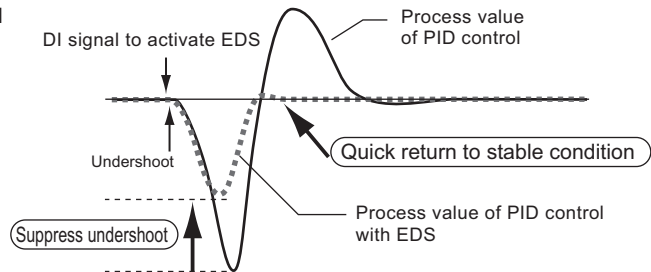 Process value
of PID control
DI signal to activate EDS
Undershoot
Quick return to stable condition
Process value of PID control
with EDS
Suppress undershoot